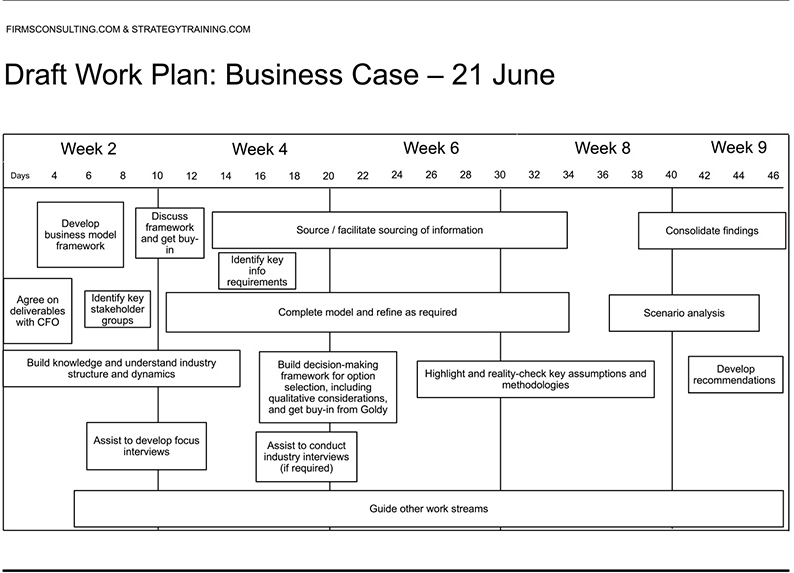 FIRMSCONSULTING.COM & STRATEGYTRAINING.COM
Draft Work Plan: Business Case – 21 June
Week 2 Week 4 Week 6 Week 8 Week 9
Days 4 6 8 10 12 14 16 18 20 22 24 26 28 30 32 34 36 38 40 42 44 46
Develop
business model
framework
Discuss
framework
and get buy-
in
Source / facilitate sourcing of information
Consolidate findings
Identify key
info
requirements
Agree on
deliverables
with CFO
Identify key
stakeholder
groups
Complete model and refine as required
Scenario analysis
Build knowledge and understand industry
structure and dynamics
Build decision-making
framework for option
selection, including
qualitative considerations,
and get buy-in from Goldy
Highlight and reality-check key assumptions and
methodologies
Develop
recommendations
Assist to develop focus
interviews
Assist to conduct
industry interviews
(if required)
Guide other work streams